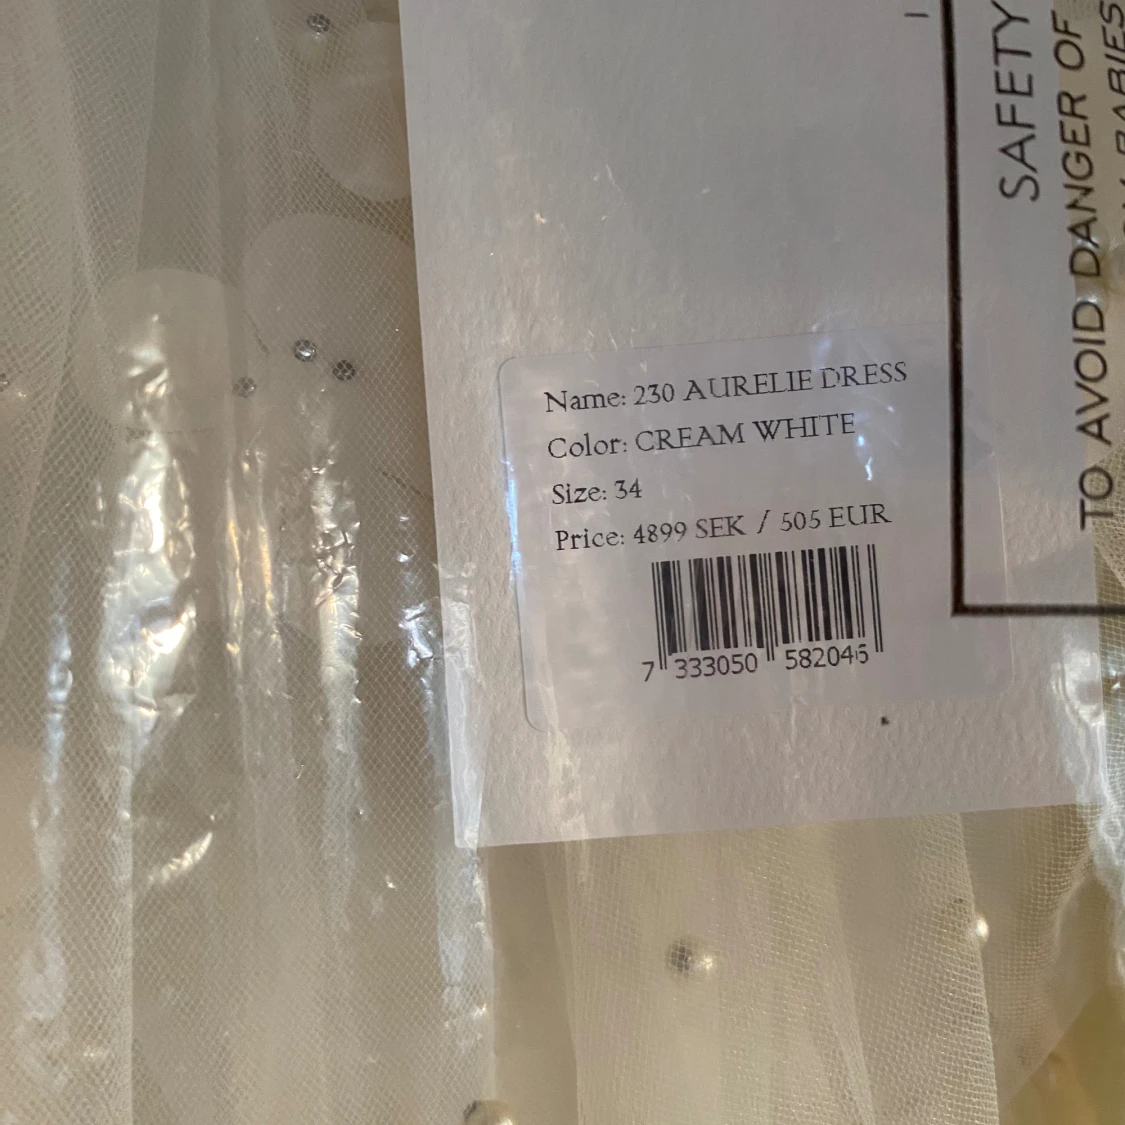 Name: 230 AURELIE DRESS
Color: CREAM WHITE
Size: 34
Price: 4899 SEK / 505 EUR
7 333050 582046
SAFETY
TO AVOID DANGER OF
BABIES